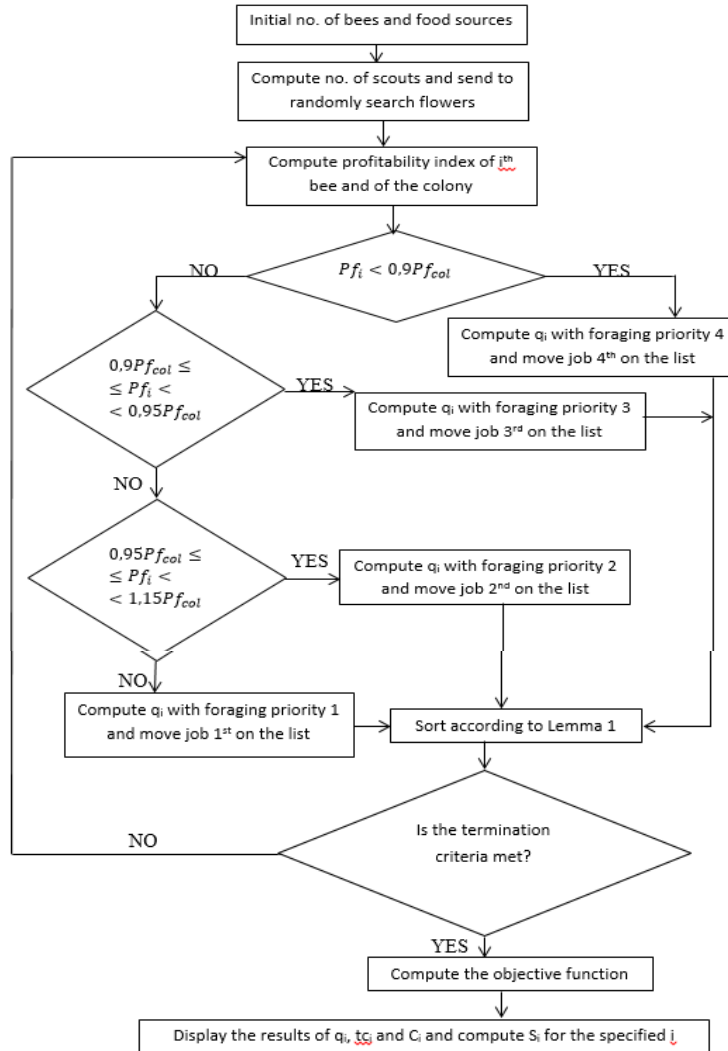 Initial no. of bees and food sources
Compute no. of scouts and send to
randomly search flowers
Compute profitability index of iᵗʰ
bee and of the colony
Pfᵢ < 0,9Pf_col
NO
YES
Compute qᵢ with foraging priority 4
and move job 4ᵗʰ on the list
0,9Pf_col ≤
≤ Pfᵢ <
< 0,95Pf_col
YES
Compute qᵢ with foraging priority 3
and move job 3ʳᵈ on the list
NO
0,95Pf_col ≤
≤ Pfᵢ <
< 1,15Pf_col
YES
Compute qᵢ with foraging priority 2
and move job 2ⁿᵈ on the list
NO
Compute qᵢ with foraging priority 1
and move job 1ˢᵗ on the list
Sort according to Lemma 1
Is the termination
criteria met?
NO
YES
Compute the objective function
Display the results of qᵢ, tcᵢ and Cᵢ and compute Sᵢ for the specified i